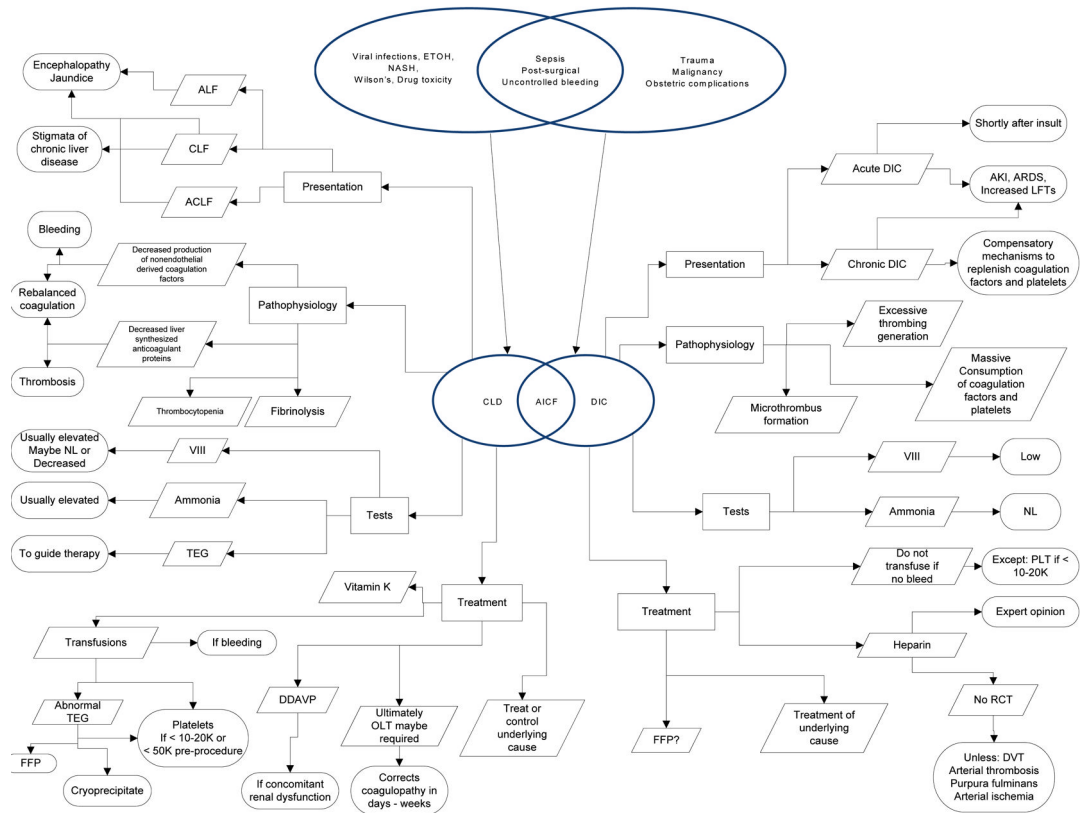 Viral infections, ETOH,
NASH,
Wilson's, Drug toxicity
Sepsis
Post-surgical
Uncontrolled bleeding
Trauma
Malignancy
Obstetric complications
Encephalopathy
Jaundice
ALF
Stigmata of
chronic liver
disease
CLF
ACLF
Presentation
Bleeding
Decreased production
of nonendothelial
derived coagulation
factors
Rebalanced
coagulation
Pathophysiology
Decreased liver
synthesized
anticoagulant
proteins
Thrombosis
Thrombocytopenia
Fibrinolysis
CLD
AICF
DIC
Usually elevated
Maybe NL or
Decreased
VIII
Usually elevated
Ammonia
Tests
To guide therapy
TEG
Vitamin K
Treatment
Transfusions
If bleeding
Abnormal
TEG
Platelets
If < 10-20K or
< 50K pre-procedure
FFP
Cryoprecipitate
DDAVP
If concomitant
renal dysfunction
Ultimately
OLT maybe
required
Corrects
coagulopathy in
days - weeks
Treat or
control
underlying
cause
Shortly after insult
Acute DIC
AKI, ARDS,
Increased LFTs
Presentation
Chronic DIC
Compensatory
mechanisms to
replenish coagulation
factors and platelets
Excessive
thrombing
generation
Pathophysiology
Massive
Consumption
of coagulation
factors and
platelets
Microthrombus
formation
VIII
Low
Tests
Ammonia
NL
Do not
transfuse if
no bleed
Except: PLT if <
10-20K
Treatment
Expert opinion
Heparin
No RCT
FFP?
Treatment of
underlying
cause
Unless: DVT
Arterial thrombosis
Purpura fulminans
Arterial ischemia